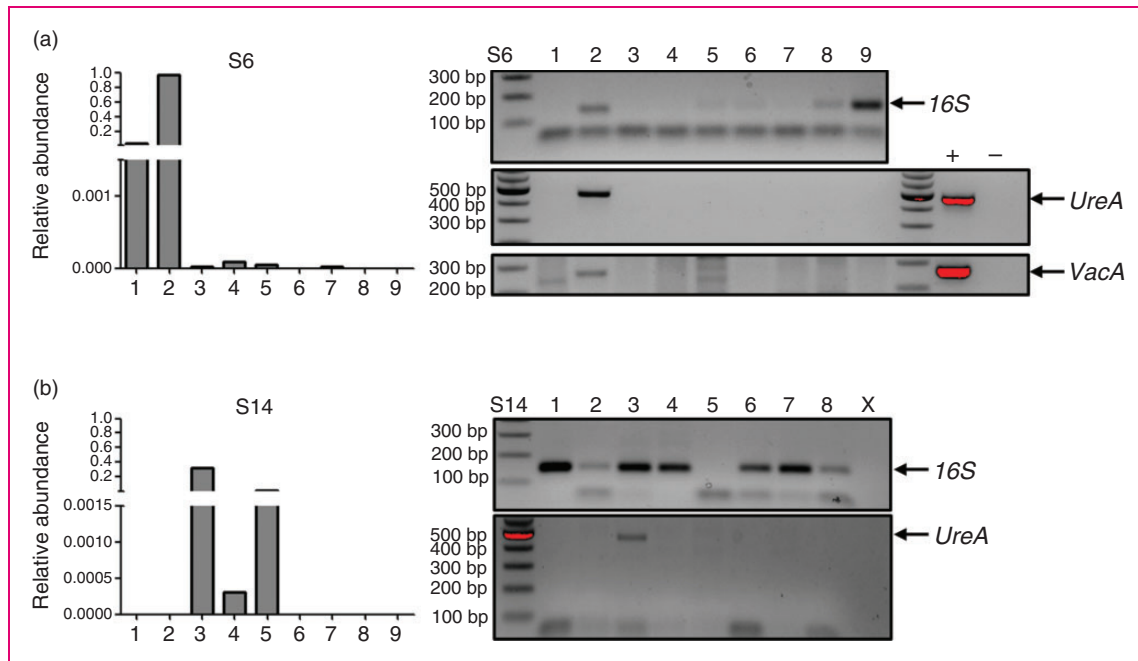 (a)
S6
Relative abundance
1.0
0.8
0.6
0.4
0.2
0.001
0.000
1 2 3 4 5 6 7 8 9
S6 1 2 3 4 5 6 7 8 9
300 bp
200 bp
100 bp
16S
+ –
500 bp
400 bp
300 bp
UreA
300 bp
200 bp
VacA
(b)
S14
Relative abundance
1.0
0.8
0.6
0.4
0.2
0.0015
0.0010
0.0005
0.0000
1 2 3 4 5 6 7 8 9
S14 1 2 3 4 5 6 7 8 X
300 bp
200 bp
100 bp
16S
500 bp
400 bp
300 bp
200 bp
100 bp
UreA